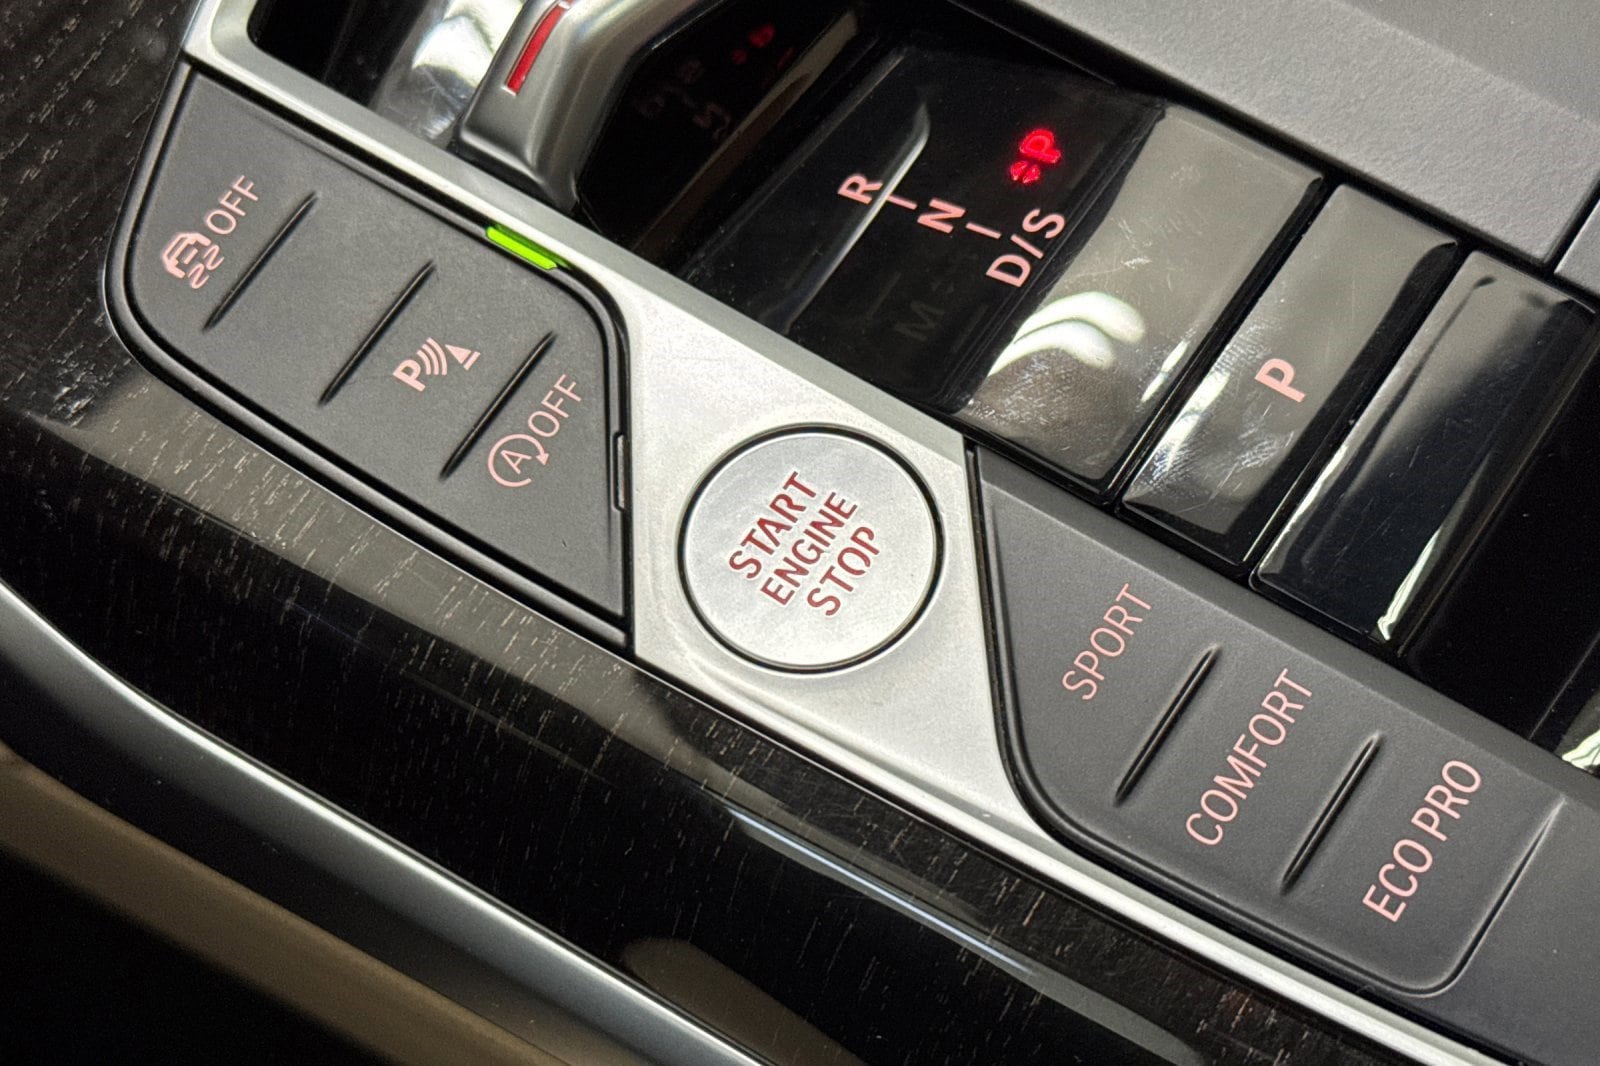 OFF
P
A OFF
START
ENGINE
STOP
R
N
D/S
P
M
P
SPORT
COMFORT
ECO PRO